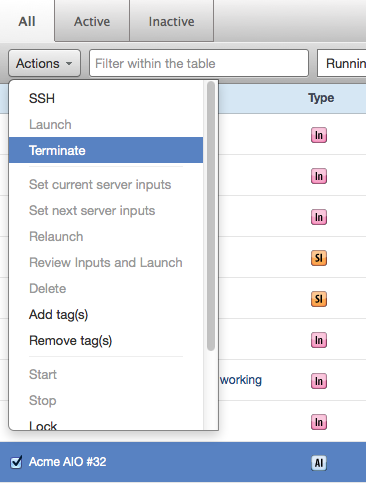 All Active Inactive
Actions Filter within the table Runnin
Type
SSH
Launch
Terminate
Set current server inputs
Set next server inputs
Relaunch
Review Inputs and Launch
Delete
Add tag(s)
Remove tag(s)
Start
Stop
Lock
In
In
In
SI
SI
In
working In
In
Acme AIO #32 AI